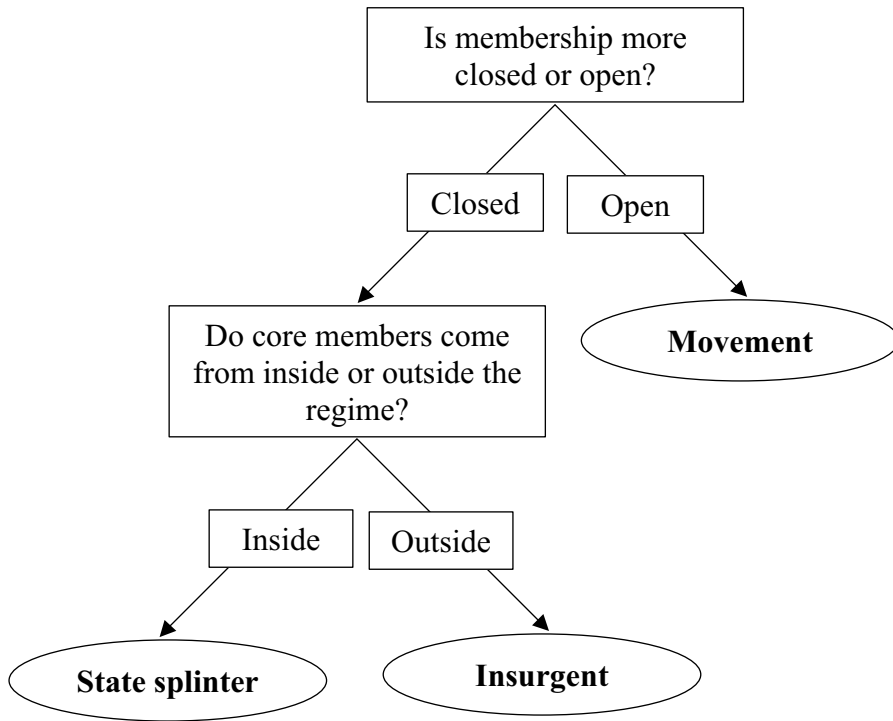 Is membership more
closed or open?
Closed
Open
Movement
Do core members come
from inside or outside the
regime?
Inside
Outside
State splinter
Insurgent